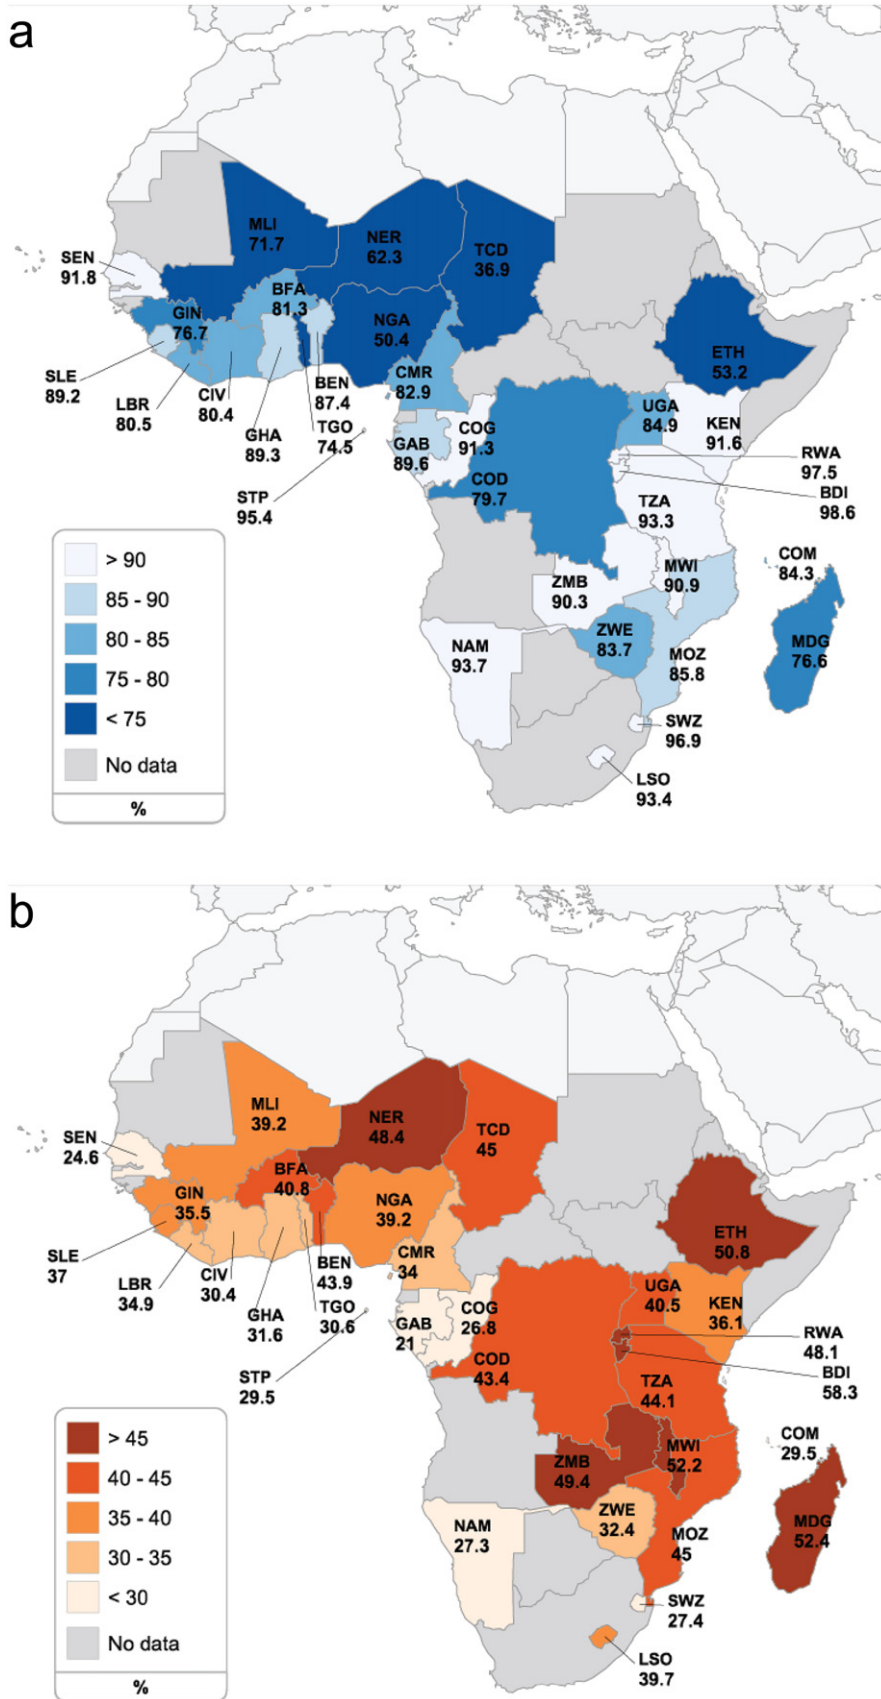 a
MLI
71.7
NER
62.3
TCD
36.9
SEN
91.8
BFA
81.3
GIN
76.7
NGA
50.4
ETH
53.2
SLE
89.2
LBR
80.5
CIV
80.4
GHA
89.3
BEN
87.4
TGO
74.5
CMR
82.9
UGA
84.9
KEN
91.6
GAB
89.6
COG
91.3
RWA
97.5
BDI
98.6
STP
95.4
COD
79.7
TZA
93.3
COM
84.3
ZMB
90.3
MWI
90.9
MDG
76.6
NAM
93.7
ZWE
83.7
MOZ
85.8
SWZ
96.9
LSO
93.4
> 90
85 - 90
80 - 85
75 - 80
< 75
No data
%
b
MLI
39.2
NER
48.4
TCD
45
SEN
24.6
BFA
40.8
GIN
35.5
NGA
39.2
ETH
50.8
SLE
37
LBR
34.9
CIV
30.4
GHA
31.6
BEN
43.9
TGO
30.6
CMR
34
UGA
40.5
KEN
36.1
GAB
21
COG
26.8
RWA
48.1
BDI
58.3
STP
29.5
COD
43.4
TZA
44.1
COM
29.5
ZMB
49.4
MWI
52.2
MDG
52.4
NAM
27.3
ZWE
32.4
MOZ
45
SWZ
27.4
LSO
39.7
> 45
40 - 45
35 - 40
30 - 35
< 30
No data
%